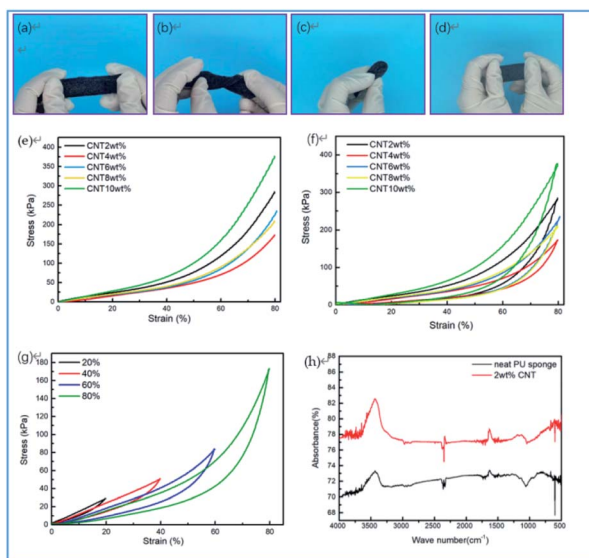 (a)↵
(b)↵
(c)↵
(d)↵
↵
(e)↵
CNT2wt%
CNT4wt%
CNT6wt%
CNT8wt%
CNT10wt%
400
350
300
250
200
150
100
50
0
Stress (kPa)
0 20 40 60 80
Strain (%)
(f)↵
CNT2wt%
CNT4wt%
CNT6wt%
CNT8wt%
CNT10wt%
400
300
200
100
0
Stress (kPa)
0 20 40 60 80
Strain (%)
(g)↵
20%
40%
60%
80%
180
160
140
120
100
80
60
40
20
0
Stress (kPa)
0 20 40 60 80
Strain (%)
(h)↵
neat PU sponge
2wt% CNT
88
86
84
82
80
78
76
74
72
70
68
Absorbance(%)
4000 3500 3000 2500 2000 1500 1000 500
Wave number(cm⁻¹)